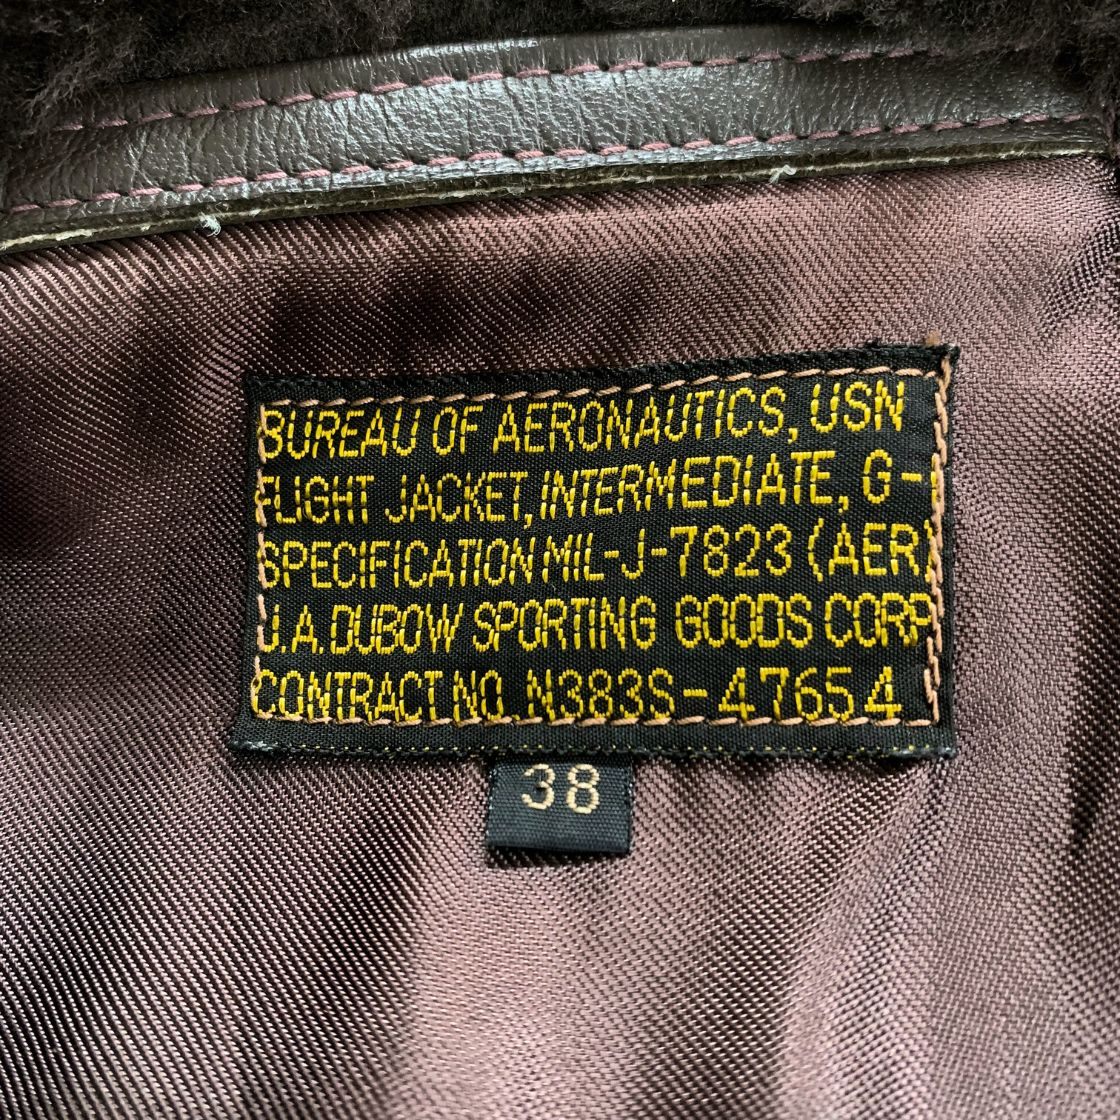 BUREAU OF AERONAUTICS, USN
FLIGHT JACKET, INTERMEDIATE, G-
SPECIFICATION MIL-J-7823 (AER)
J.A. DUBOW SPORTING GOODS CORP
CONTRACT NO. N383S-47654
38